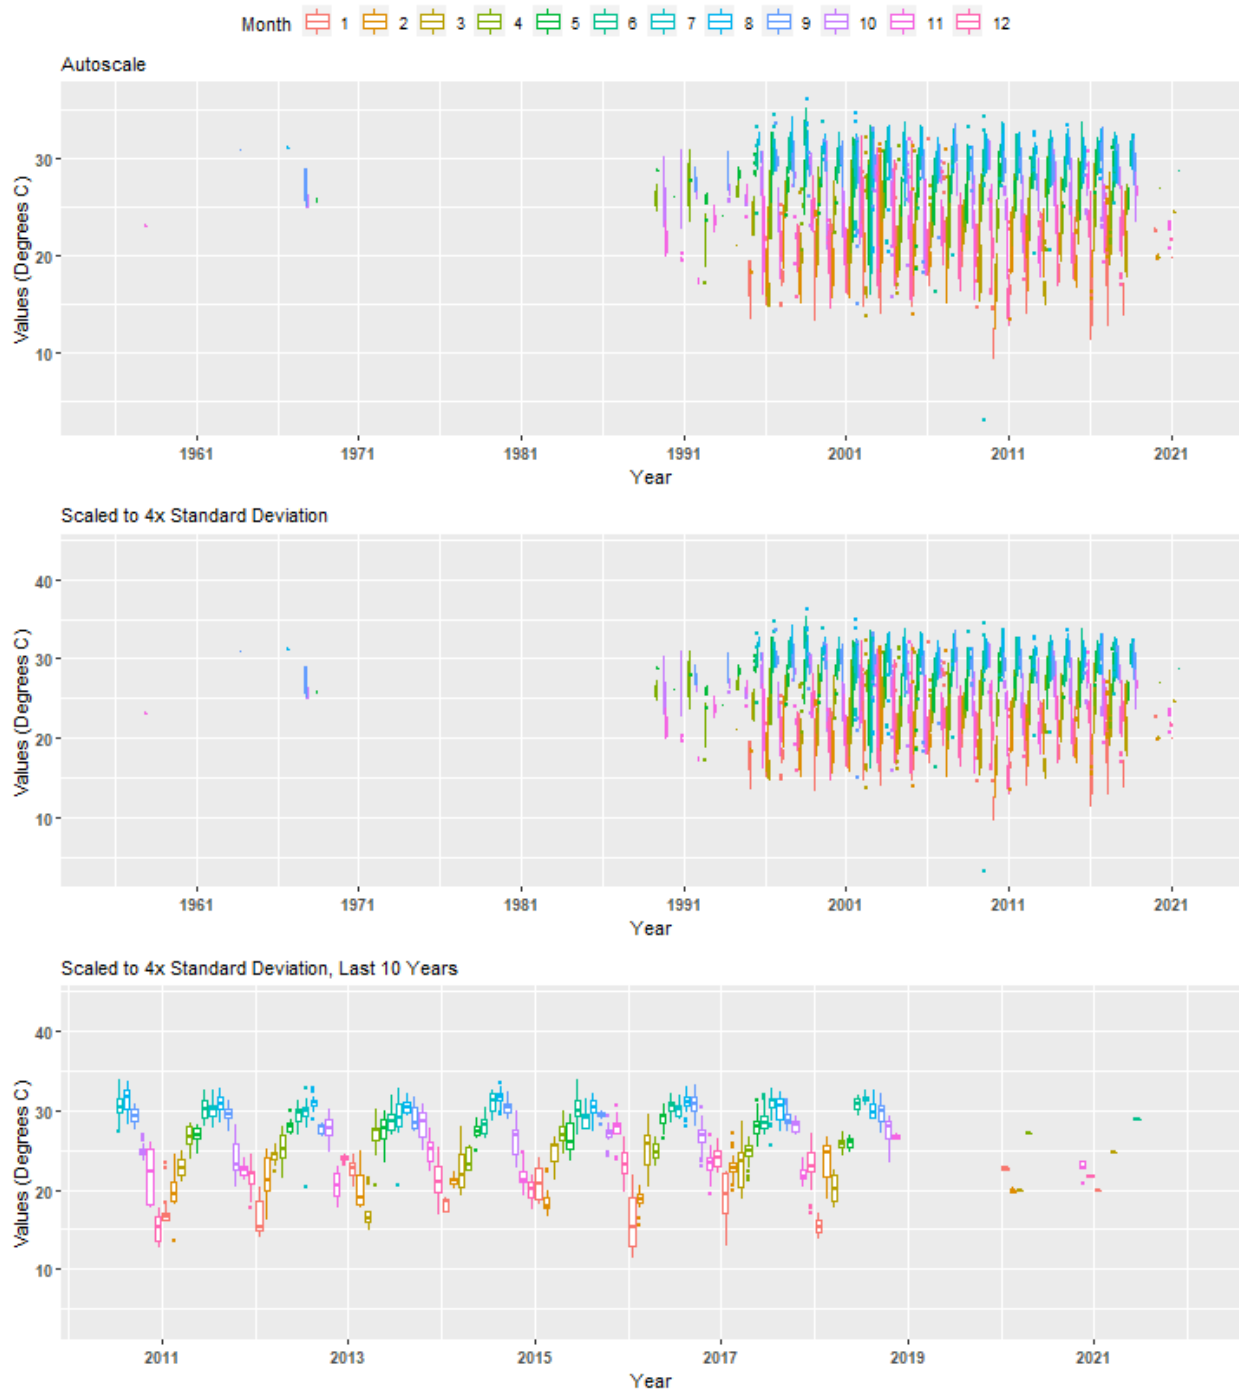 Month 1 2 3 4 5 6 7 8 9 10 11 12
Autoscale
Values (Degrees C)
30
20
10
1961 1971 1981 1991 2001 2011 2021
Year
Scaled to 4x Standard Deviation
Values (Degrees C)
40
30
20
10
1961 1971 1981 1991 2001 2011 2021
Year
Scaled to 4x Standard Deviation, Last 10 Years
Values (Degrees C)
40
30
20
10
2011 2013 2015 2017 2019 2021
Year